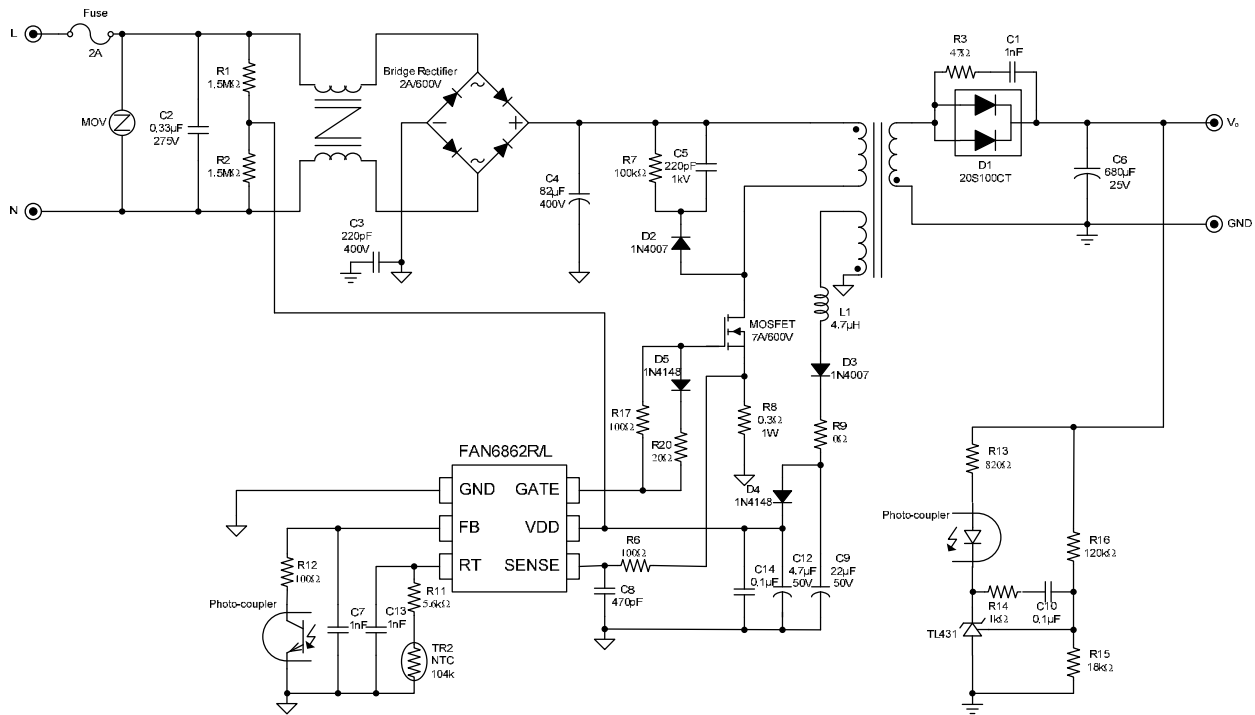 Fuse
2A
L
R1
1.5MΩ
MOV
C2
0.33µF
275V
R2
1.5MΩ
N
Bridge Rectifier
2A/600V
C3
220pF
400V
C4
82µF
400V
R7
100kΩ
C5
220pF
1kV
D2
1N4007
R3
47Ω
C1
1nF
D1
20S100CT
C6
680µF
25V
Vo
GND
MOSFET
7A/600V
L1
4.7µH
D3
1N4007
D5
1N4148
R17
100Ω
R20
20Ω
R8
0.3Ω
1W
R9
0Ω
D4
1N4148
FAN6862R/L
GND
GATE
FB
VDD
RT
SENSE
R6
100Ω
C8
470pF
C14
0.1µF
C12
4.7µF
50V
C9
22µF
50V
R12
100Ω
Photo-coupler
C7
1nF
C13
1nF
R11
5.6kΩ
TR2
NTC
104k
R13
820Ω
Photo-coupler
R16
120kΩ
R14
1kΩ
C10
0.1µF
TL431
R15
18kΩ